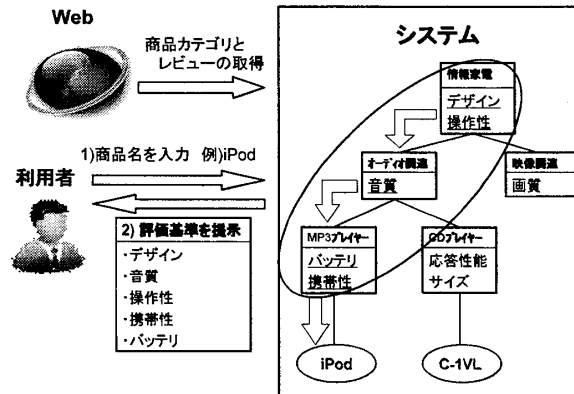 Web
商品カテゴリと
レビューの取得
1)商品名を入力 例)iPod
利用者
2) 評価基準を提示
・デザイン
・音質
・操作性
・携帯性
・バッテリ
システム
情報家電
デザイン
操作性
オーディオ関連
音質
映像関連
画質
MP3プレイヤー
バッテリ
携帯性
CDプレイヤー
応答性能
サイズ
iPod
C-1VL